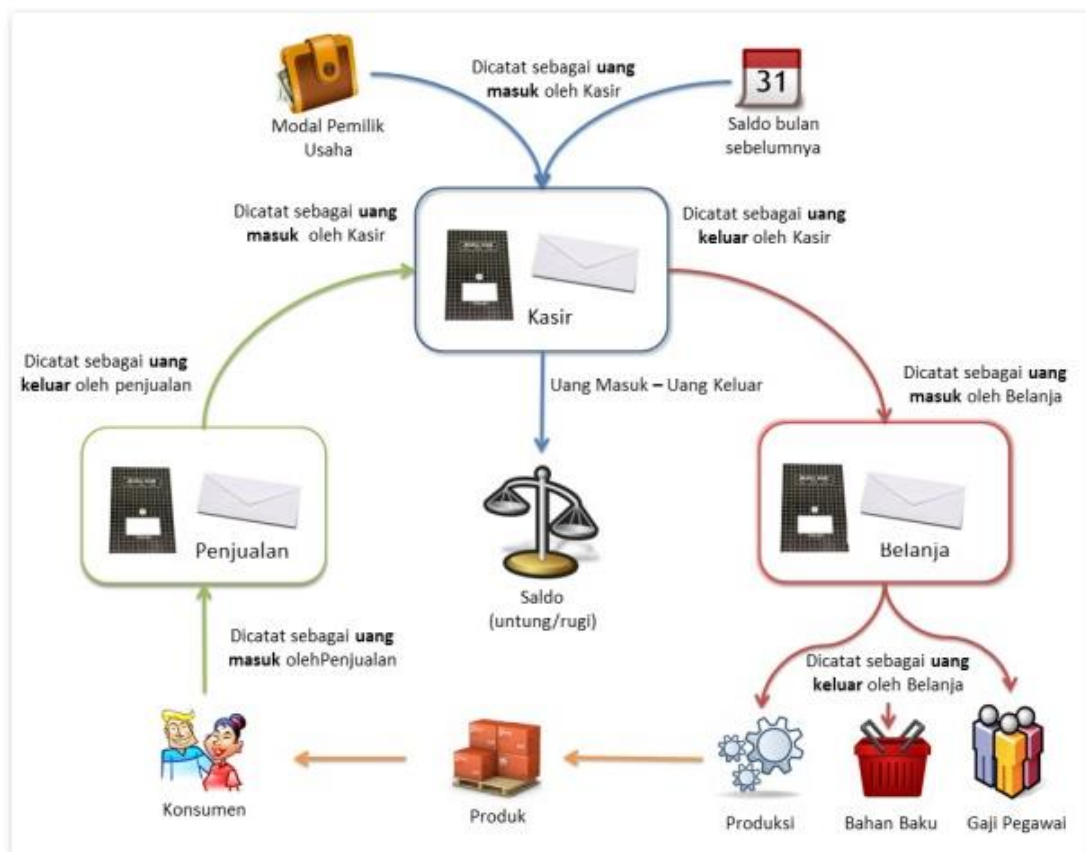 Dicatat sebagai uang
masuk oleh Kasir
31
Modal Pemilik
Usaha
Saldo bulan
sebelumnya
Dicatat sebagai uang
masuk oleh Kasir
Dicatat sebagai uang
keluar oleh Kasir
Kasir
Dicatat sebagai uang
keluar oleh penjualan
Uang Masuk – Uang Keluar
Dicatat sebagai uang
masuk oleh Belanja
Penjualan
Belanja
Saldo
(untung/rugi)
Dicatat sebagai uang
masuk olehPenjualan
Dicatat sebagai uang
keluar oleh Belanja
Konsumen
Produk
Produksi
Bahan Baku
Gaji Pegawai